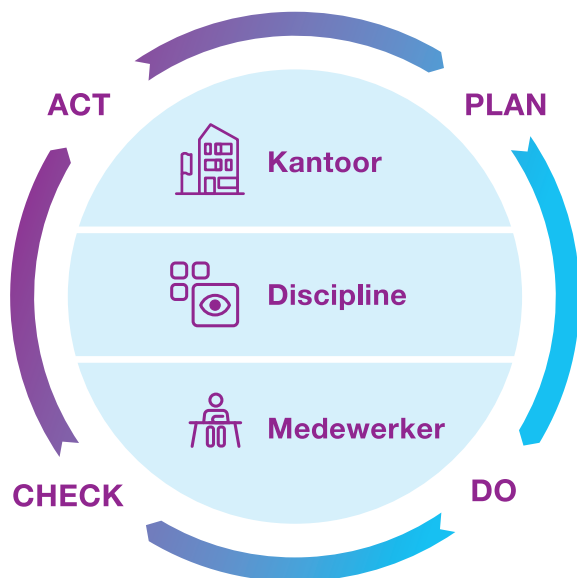 ACT
PLAN
Kantoor
Discipline
Medewerker
CHECK
DO